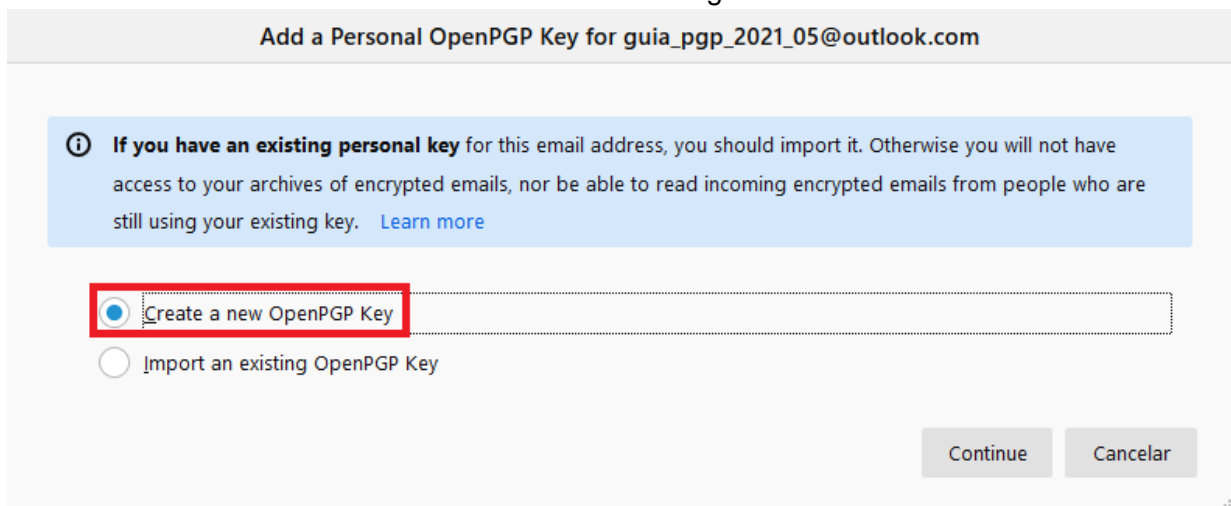 Add a Personal OpenPGP Key for guia_pgp_2021_05@outlook.com
If you have an existing personal key for this email address, you should import it. Otherwise you will not have
access to your archives of encrypted emails, nor be able to read incoming encrypted emails from people who are
still using your existing key. Learn more
Create a new OpenPGP Key
Import an existing OpenPGP Key
Continue Cancelar